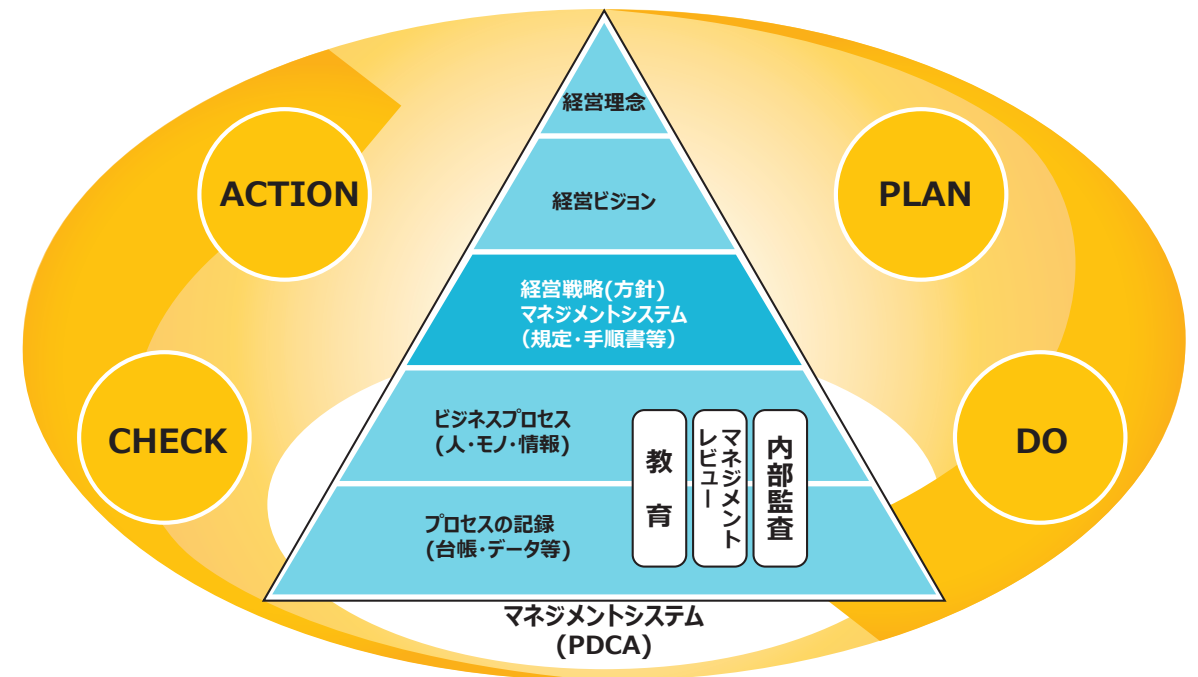 経営理念
ACTION
PLAN
経営ビジョン
経営戦略(方針)
マネジメントシステム
(規定・手順書等)
ビジネスプロセス
(人・モノ・情報)
CHECK
DO
教育
マネジメント
レビュー
内部監査
プロセスの記録
(台帳・データ等)
マネジメントシステム
(PDCA)